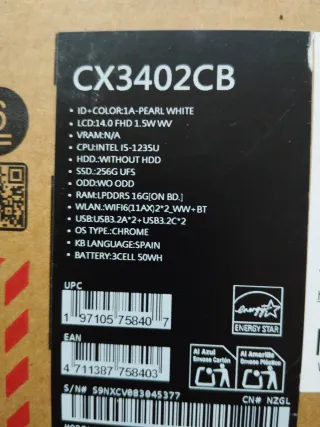 CX3402CB
• ID+COLOR:1A-PEARL WHITE
• LCD:14.0 FHD 1.5W WV
• VRAM:N/A
• CPU:INTEL I5-1235U
• HDD.:WITHOUT HDD
• SSD.:256G UFS
• ODD:WO ODD
• RAM:LPDDR5 16G[ON BD.]
• WLAN.:WIFI6(11AX)2*2_WW+BT
• USB:USB3.2A*2+USB3.2C*2
• OS TYPE.:CHROME
• KB LANGUAGE:SPAIN
• BATTERY:3CELL 50WH
UPC
1 97105 75840 7
energy
ENERGY STAR
EAN
4 711387 758403
Al Azul
Envase Cartón
Al Amarillo
Envase Plástico
S/N# S9NXCV083045377
CN# NZGL